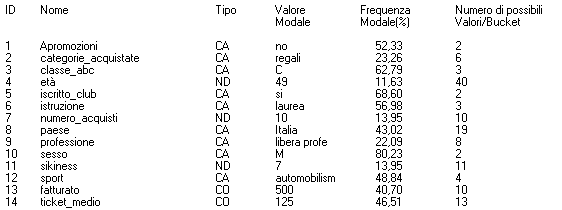 ID Nome Tipo Valore Modale Frequenza Modale(%) Numero di possibili Valori/Bucket
1 Apromozioni CA no 52,33 2
2 categorie_acquistate CA regali 23,26 6
3 classe_abc CA C 62,79 3
4 età ND 49 11,63 40
5 iscritto_club CA si 68,60 2
6 istruzione CA laurea 56,98 3
7 numero_acquisti ND 10 13,95 10
8 paese CA Italia 43,02 19
9 professione CA libera profe 22,09 8
10 sesso CA M 80,23 2
11 sikiness ND 7 13,95 11
12 sport CA automobilism 48,84 4
13 fatturato CO 500 40,70 10
14 ticket_medio CO 125 46,51 13